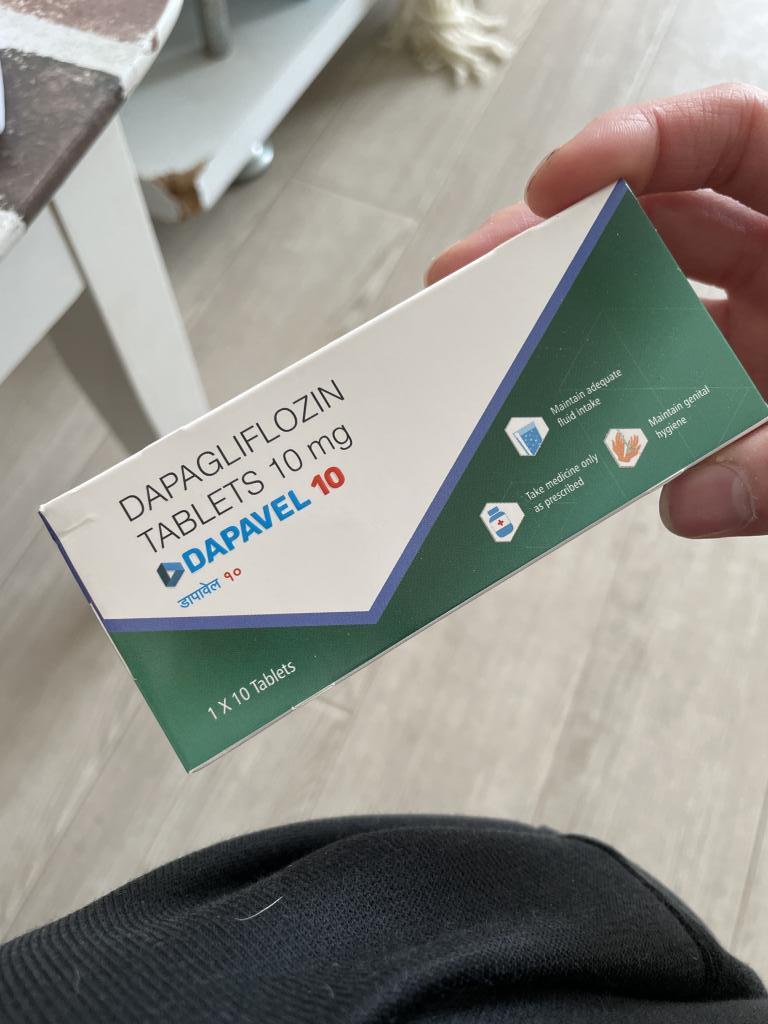 DAPAGLIFLOZIN
TABLETS 10 mg
DAPAVEL 10
डापावेल १०
1 X 10 Tablets
Maintain adequate
fluid intake
Maintain genital
hygiene
Take medicine only
as prescribed